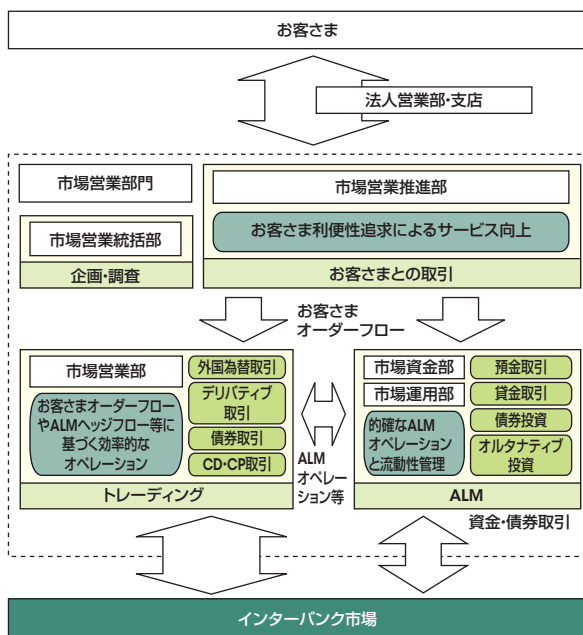 お客さま
法人営業部・支店
市場営業部門
市場営業統括部
企画・調査
市場営業推進部
お客さま利便性追求によるサービス向上
お客さまとの取引
お客さま
オーダーフロー
市場営業部
お客さまオーダーフロー
やALMヘッジフロー等に
基づく効率的な
オペレーション
外国為替取引
デリバティブ
取引
債券取引
CD・CP取引
トレーディング
ALM
オペレー
ション等
市場資金部
市場運用部
的確なALM
オペレーション
と流動性管理
預金取引
貸金取引
債券投資
オルタナティブ
投資
ALM
資金・債券取引
インターバンク市場